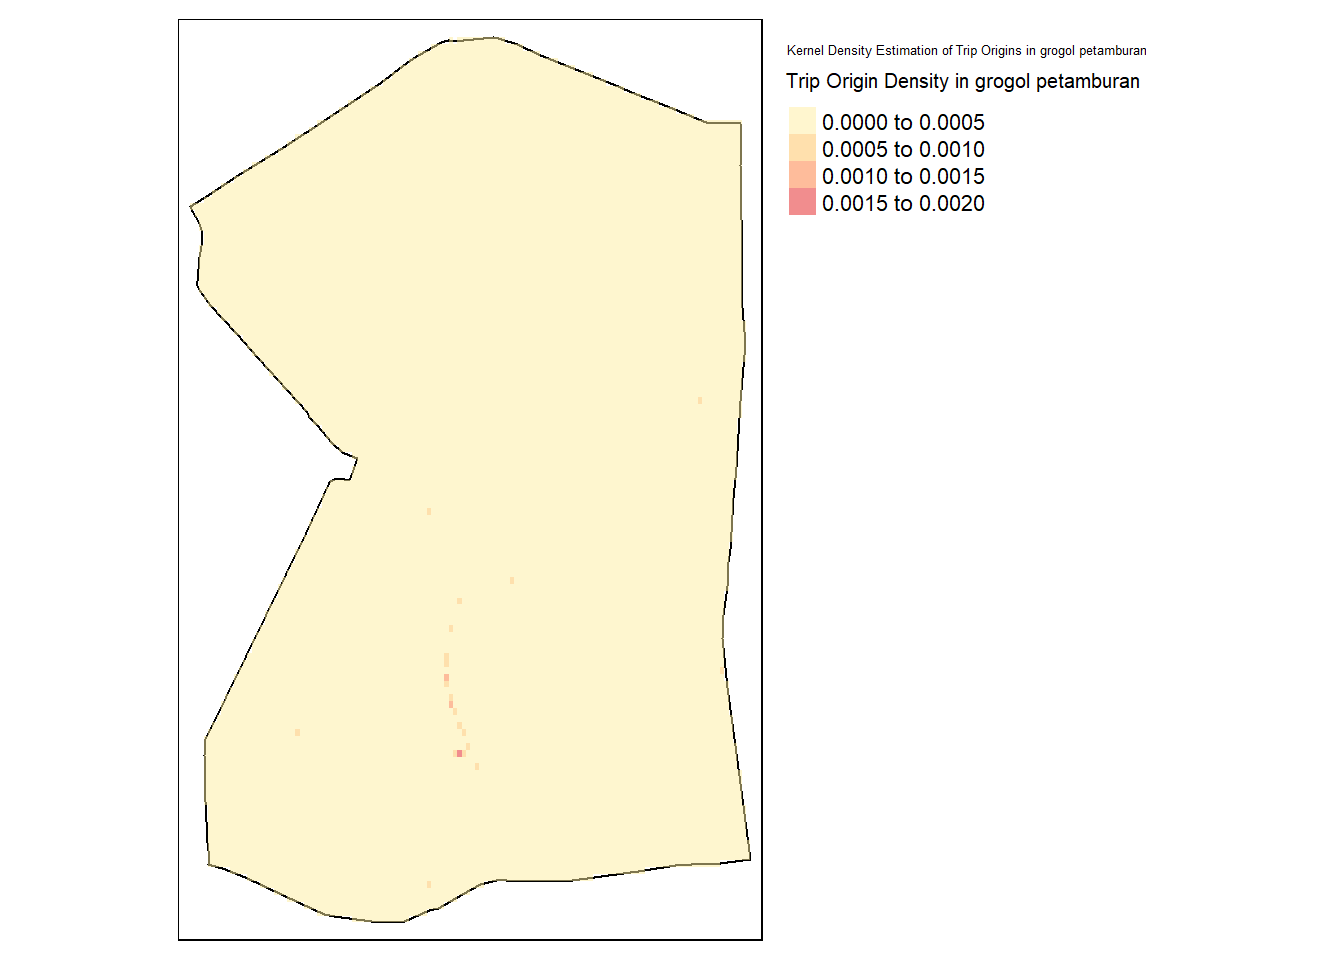 Kernel Density Estimation of Trip Origins in grogol petamburan
Trip Origin Density in grogol petamburan
0.0000 to 0.0005
0.0005 to 0.0010
0.0010 to 0.0015
0.0015 to 0.0020